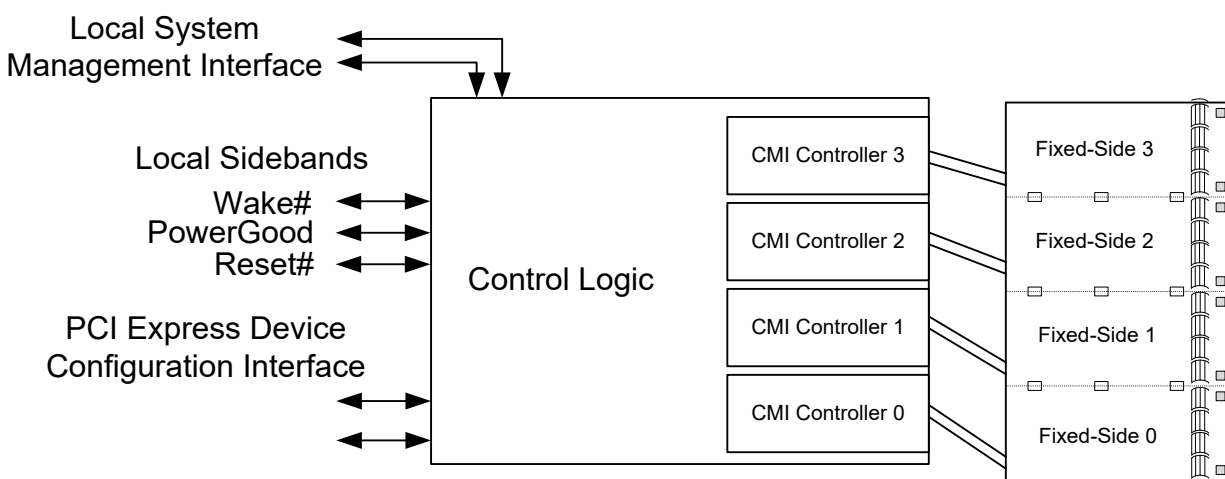 Local System
Management Interface
Local Sidebands
Wake#
PowerGood
Reset#
PCI Express Device
Configuration Interface
Control Logic
CMI Controller 3
CMI Controller 2
CMI Controller 1
CMI Controller 0
Fixed-Side 3
Fixed-Side 2
Fixed-Side 1
Fixed-Side 0